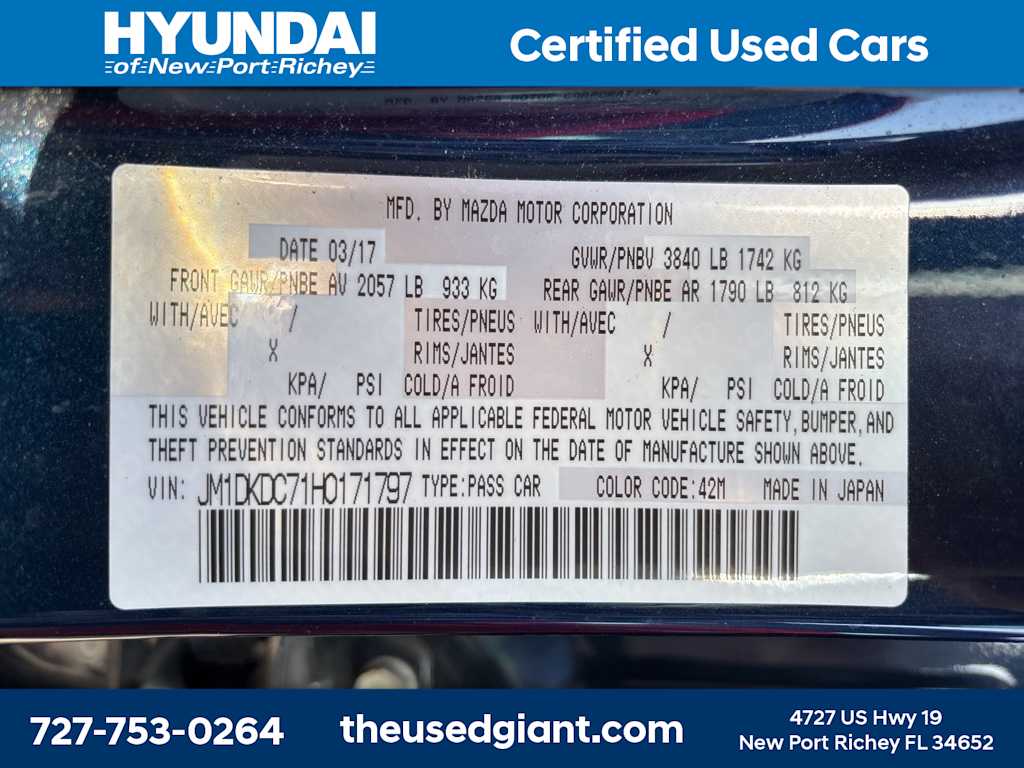 HYUNDAI
of New Port Richey
Certified Used Cars
MFD. BY MAZDA MOTOR CORPORATION
MFD. BY MAZDA MOTOR CORPORATION
DATE 03/17 GVWR/PNBV 3840 LB 1742 KG
FRONT GAWR/PNBE AV 2057 LB 933 KG REAR GAWR/PNBE AR 1790 LB 812 KG
WITH/AVEC / TIRES/PNEUS WITH/AVEC / TIRES/PNEUS
X RIMS/JANTES X RIMS/JANTES
KPA/ PSI COLD/A FROID KPA/ PSI COLD/A FROID
THIS VEHICLE CONFORMS TO ALL APPLICABLE FEDERAL MOTOR VEHICLE SAFETY, BUMPER, AND
THEFT PREVENTION STANDARDS IN EFFECT ON THE DATE OF MANUFACTURE SHOWN ABOVE.
VIN: JM1DKDC71H0171797 TYPE:PASS CAR COLOR CODE:42M MADE IN JAPAN
727-753-0264
theusedgiant.com
4727 US Hwy 19
New Port Richey FL 34652